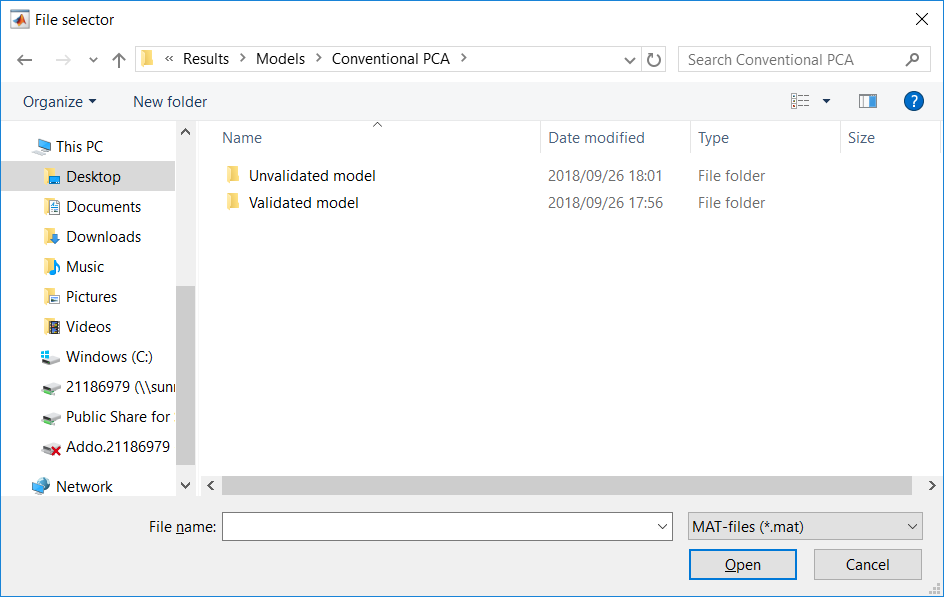 File selector
« Results > Models > Conventional PCA >
Search Conventional PCA
Organize
New folder
?
Name
Date modified
Type
Size
Unvalidated model 2018/09/26 18:01 File folder
Validated model 2018/09/26 17:56 File folder
This PC
Desktop
Documents
Downloads
Music
Pictures
Videos
Windows (C:)
21186979 (\\sunr
Public Share for
Addo.21186979
Network
File name:
MAT-files (*.mat)
Open
Cancel